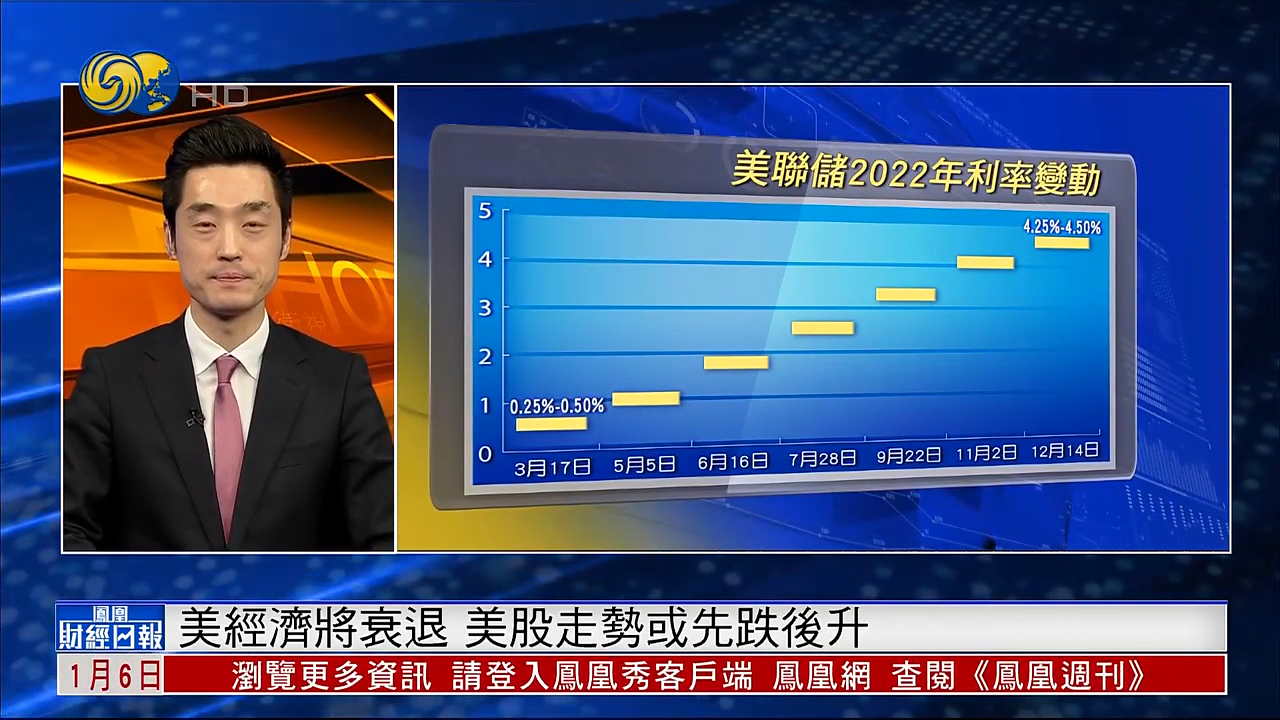 HD
衛視
美聯儲2022年利率變動
5
4
3
2
1
0
0.25%-0.50%
4.25%-4.50%
3月17日 5月5日 6月16日 7月28日 9月22日 11月2日 12月14日
鳳凰
財經日報
美經濟將衰退 美股走勢或先跌後升
1月6日
瀏覽更多資訊 請登入鳳凰秀客戶端 鳳凰網 查閱《鳳凰週刊》